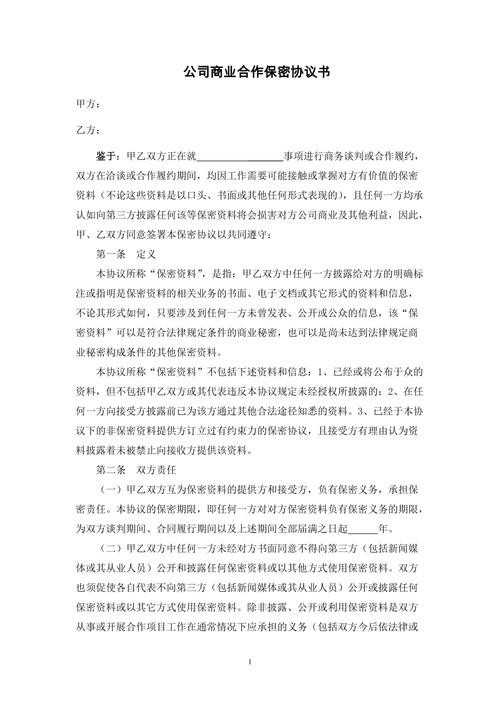 公司商业合作保密协议书
甲方：
乙方：
鉴于：甲乙双方正在就____________ ______事项进行商务谈判或合作履约，
双方在洽谈或合作履约期间，均因工作需要可能接触或掌握对方有价值的保密
资料（不论这些资料是以口头、书面或其他任何形式表现的），且任何一方均承
认如向第三方披露任何该等保密资料将会损害对方公司商业及其他利益，因此，
甲、乙双方同意签署本保密协议以共同遵守：
第一条　定义
本协议所称“保密资料”，是指：甲乙双方中任何一方披露给对方的明确标
注或指明是保密资料的相关业务的书面、电子文档或其它形式的资料和信息，
不论其形式如何，只要涉及到任何一方未曾发表、公开或公众的信息，该“保
密资料”可以是符合法律规定条件的商业秘密，也可以是尚未达到法律规定商
业秘密构成条件的其他保密资料。
本协议所称“保密资料”不包括下述资料和信息：1、已经或将公布于众的
资料，但不包括甲乙双方或其代表违反本协议规定未经授权所披露的；2、在任
何一方向接受方披露前已为该方通过其他合法途径知悉的资料。3、已经于本协
议下的非保密资料提供方订立过有约束力的保密协议，且接受方有理由认为资
料披露着未被禁止向接收方提供该资料。
第二条　双方责任
（一）甲乙双方互为保密资料的提供方和接受方，负有保密义务，承担保
密责任。本协议的保密期限，即任何一方对对方保密资料负有保密义务的期限，
为双方谈判期间、合同履行期间以及上述期间全部届满之日起_____年。
（二）甲乙双方中任何一方未经对方书面同意不得向第三方（包括新闻媒
体或其从业人员）公开和披露任何保密资料或以其他方式使用保密资料。双方
也须促使各自代表不向第三方（包括新闻媒体或其从业人员）公开或披露任何
保密资料或以其它方式使用保密资料。除非披露、公开或利用保密资料是双方
从事或开展合作项目工作在通常情况下应承担的义务（包括双方今后依法律或
1